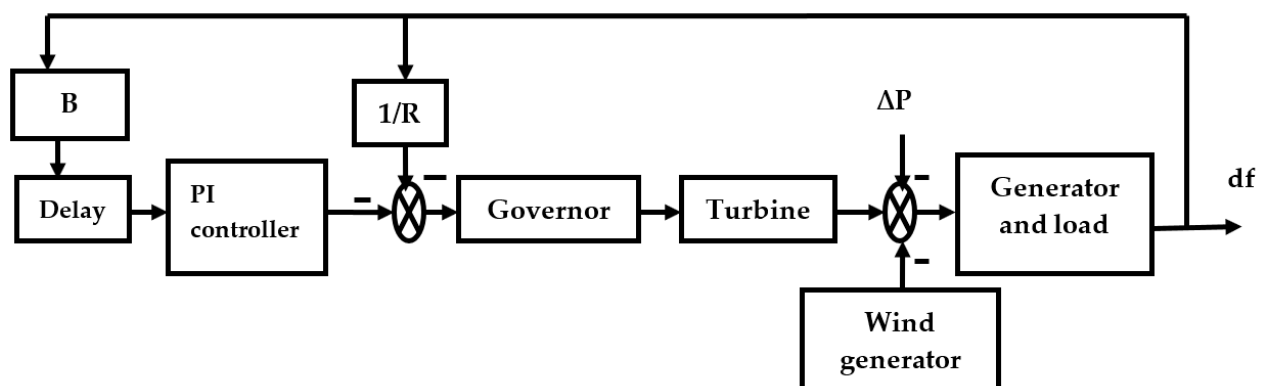 B
1/R
ΔP
Delay
PI
controller
-
-
Governor
Turbine
-
-
Generator
and load
df
Wind
generator